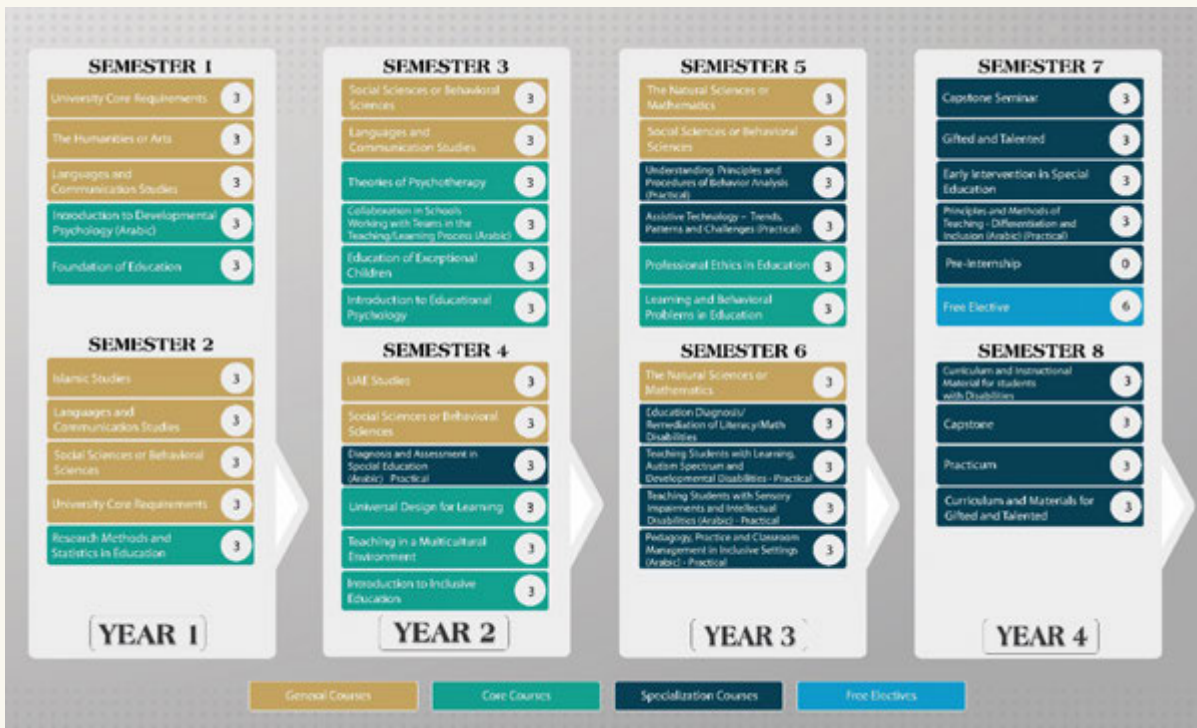 SEMESTER 1
University Core Requirements 3
The Humanities or Arts 3
Languages and
Communication Studies 3
Introduction to Developmental
Psychology (Arabic) 3
Foundation of Education 3
SEMESTER 2
Islamic Studies 3
Languages and
Communication Studies 3
Social Sciences or Behavioral
Sciences 3
University Core Requirements 3
Research Methods and
Statistics in Education 3
YEAR 1
SEMESTER 3
Social Sciences or Behavioral
Sciences 3
Languages and
Communication Studies 3
Theories of Psychotherapy 3
Collaboration in Schools
Working with Teams in the
Teaching/Learning Process (Arabic) 3
Education of Exceptional
Children 3
Introduction to Educational
Psychology 3
SEMESTER 4
UAE Studies 3
Social Sciences or Behavioral
Sciences 3
Diagnosis and Assessment in
Special Education
(Arabic) - Practical 3
Universal Design for Learning 3
Teaching in a Multicultural
Environment 3
Introduction to Inclusive
Education 3
YEAR 2
SEMESTER 5
The Natural Sciences or
Mathematics 3
Social Sciences or Behavioral
Sciences 3
Understanding Principles and
Procedures of Behavior Analysis
(Practical) 3
Assistive Technology – Trends,
Patterns and Challenges (Practical) 3
Professional Ethics in Education 3
Learning and Behavioral
Problems in Education 3
SEMESTER 6
The Natural Sciences or
Mathematics 3
Education Diagnosis/
Remediation of Literacy/Math
Disabilities 3
Teaching Students with Learning,
Autism Spectrum and
Developmental Disabilities - Practical 3
Teaching Students with Sensory
Impairments and Intellectual
Disabilities (Arabic) - Practical 3
Pedagogy, Practice and Classroom
Management in Inclusive Settings
(Arabic) - Practical 3
YEAR 3
SEMESTER 7
Capstone Seminar 3
Gifted and Talented 3
Early Intervention in Special
Education 3
Principles and Methods of
Teaching - Differentiation and
Inclusion (Arabic) (Practical) 3
Pre-Internship 0
Free Elective 6
SEMESTER 8
Curriculum and Instructional
Material for students
with Disabilities 3
Capstone 3
Practicum 3
Curriculum and Materials for
Gifted and Talented 3
YEAR 4
General Courses
Core Courses
Specialization Courses
Free Electives